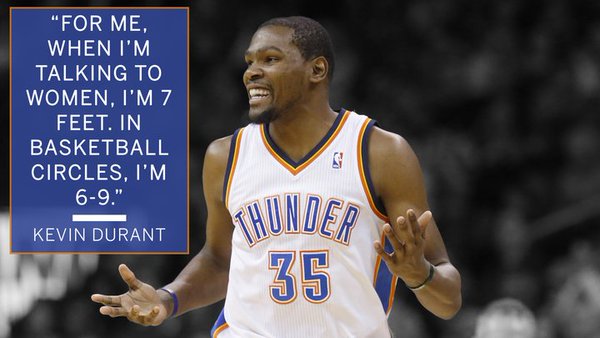 “FOR ME,
WHEN I’M
TALKING TO
WOMEN, I’M 7
FEET. IN
BASKETBALL
CIRCLES, I’M
6-9.”
KEVIN DURANT
THUNDER
35